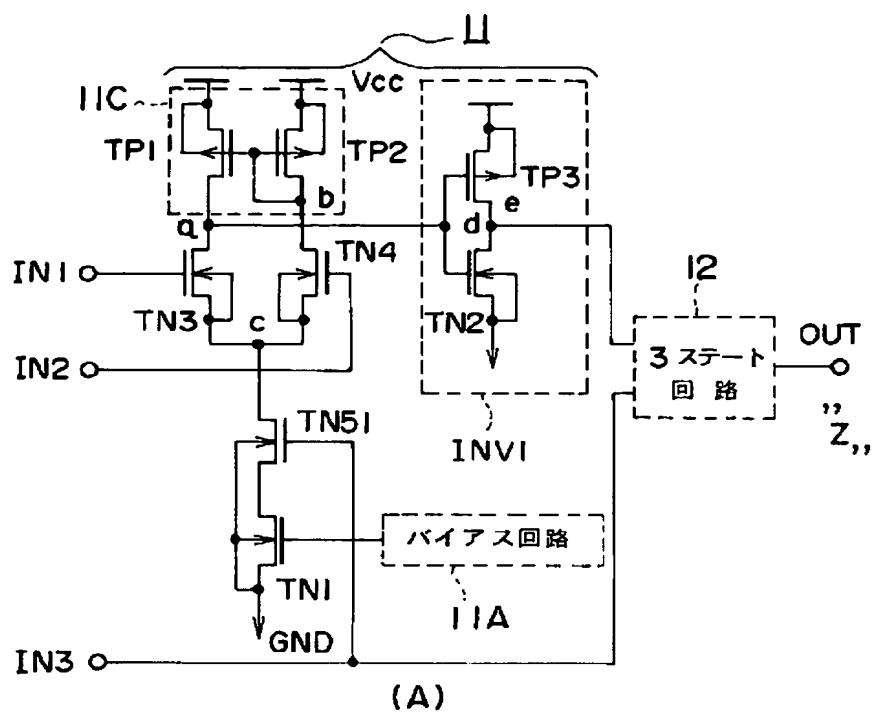 11
11C
Vcc
TP1
TP2
TP3
a
b
d
e
IN1
TN4
TN3
c
TN2
12
IN2
3ステート
回路
OUT
"Z"
TN51
INV1
バイアス回路
TN1
11A
GND
IN3
(A)